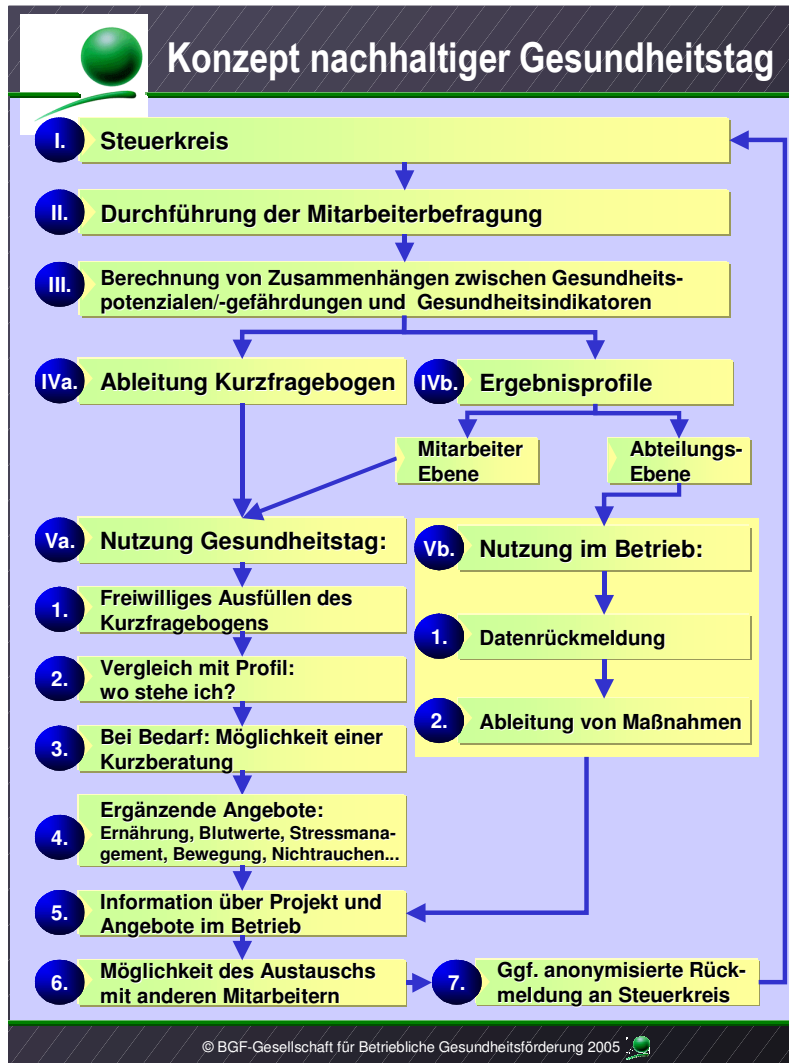 Konzept nachhaltiger Gesundheitstag
I. Steuerkreis
II. Durchführung der Mitarbeiterbefragung
III. Berechnung von Zusammenhängen zwischen Gesundheits-
potenzialen/-gefährdungen und Gesundheitsindikatoren
IVa. Ableitung Kurzfragebogen
IVb. Ergebnisprofile
Mitarbeiter
Ebene
Abteilungs-
Ebene
Va. Nutzung Gesundheitstag:
1. Freiwilliges Ausfüllen des
Kurzfragebogens
2. Vergleich mit Profil:
wo stehe ich?
3. Bei Bedarf: Möglichkeit einer
Kurzberatung
4. Ergänzende Angebote:
Ernährung, Blutwerte, Stressmana-
gement, Bewegung, Nichtrauchen...
Vb. Nutzung im Betrieb:
1. Datenrückmeldung
2. Ableitung von Maßnahmen
5. Information über Projekt und
Angebote im Betrieb
6. Möglichkeit des Austauschs
mit anderen Mitarbeitern
7. Ggf. anonymisierte Rück-
meldung an Steuerkreis
© BGF-Gesellschaft für Betriebliche Gesundheitsförderung 2005